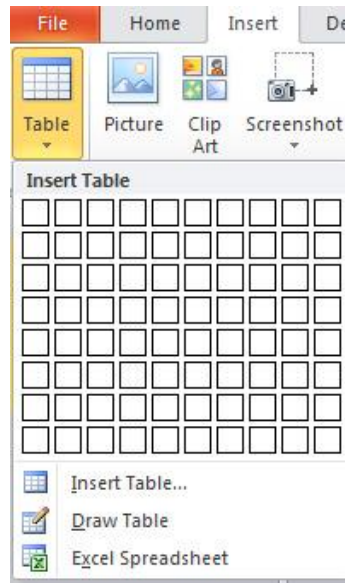 File Home Insert De
Table Picture Clip Art Screenshot
Insert Table
Insert Table...
Draw Table
Excel Spreadsheet